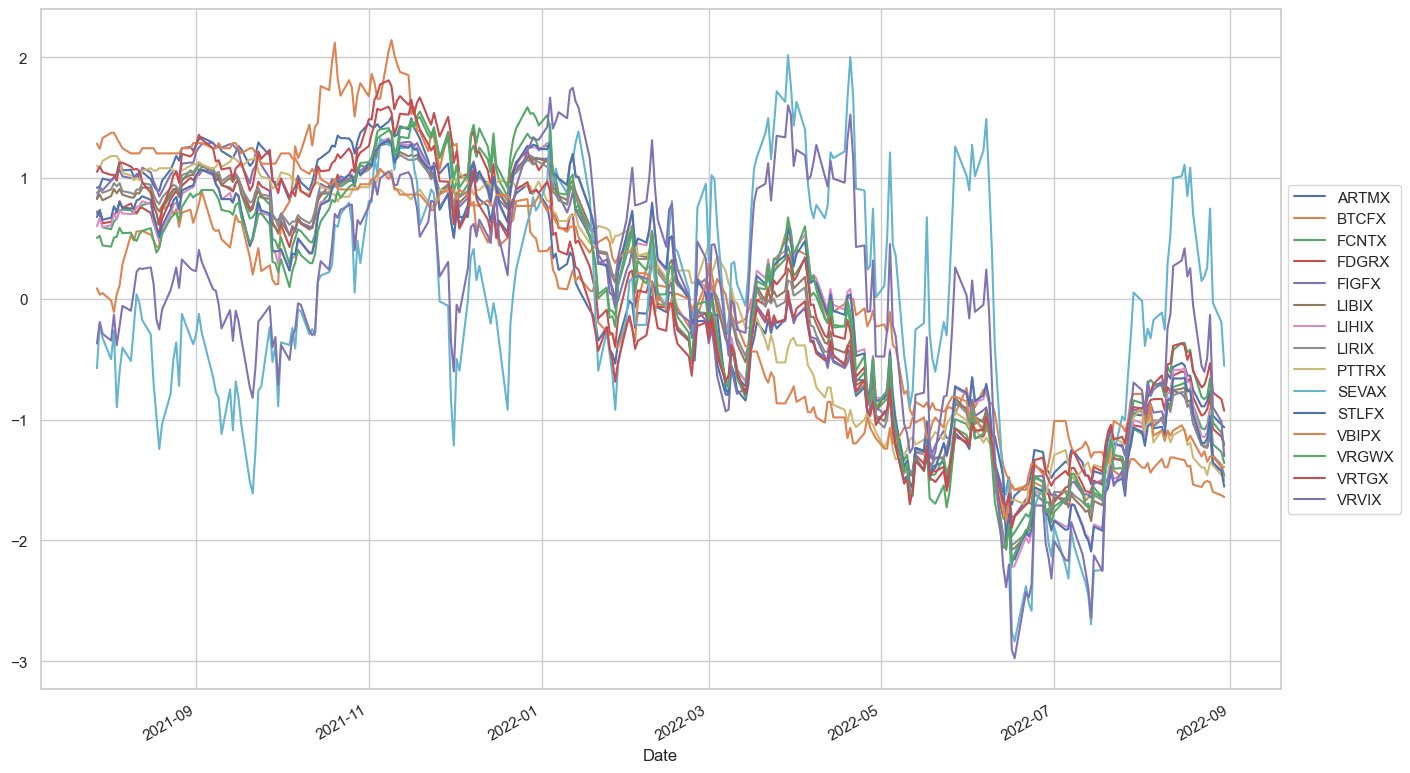 2
1
0
−1
−2
−3
2021-09
2021-11
2022-01
2022-03
2022-05
2022-07
2022-09
Date
ARTMX
BTCFX
FCNTX
FDGRX
FIGFX
LIBIX
LIHIX
LIRIX
PTTRX
SEVAX
STLFX
VBIPX
VRGWX
VRTGX
VRVIX